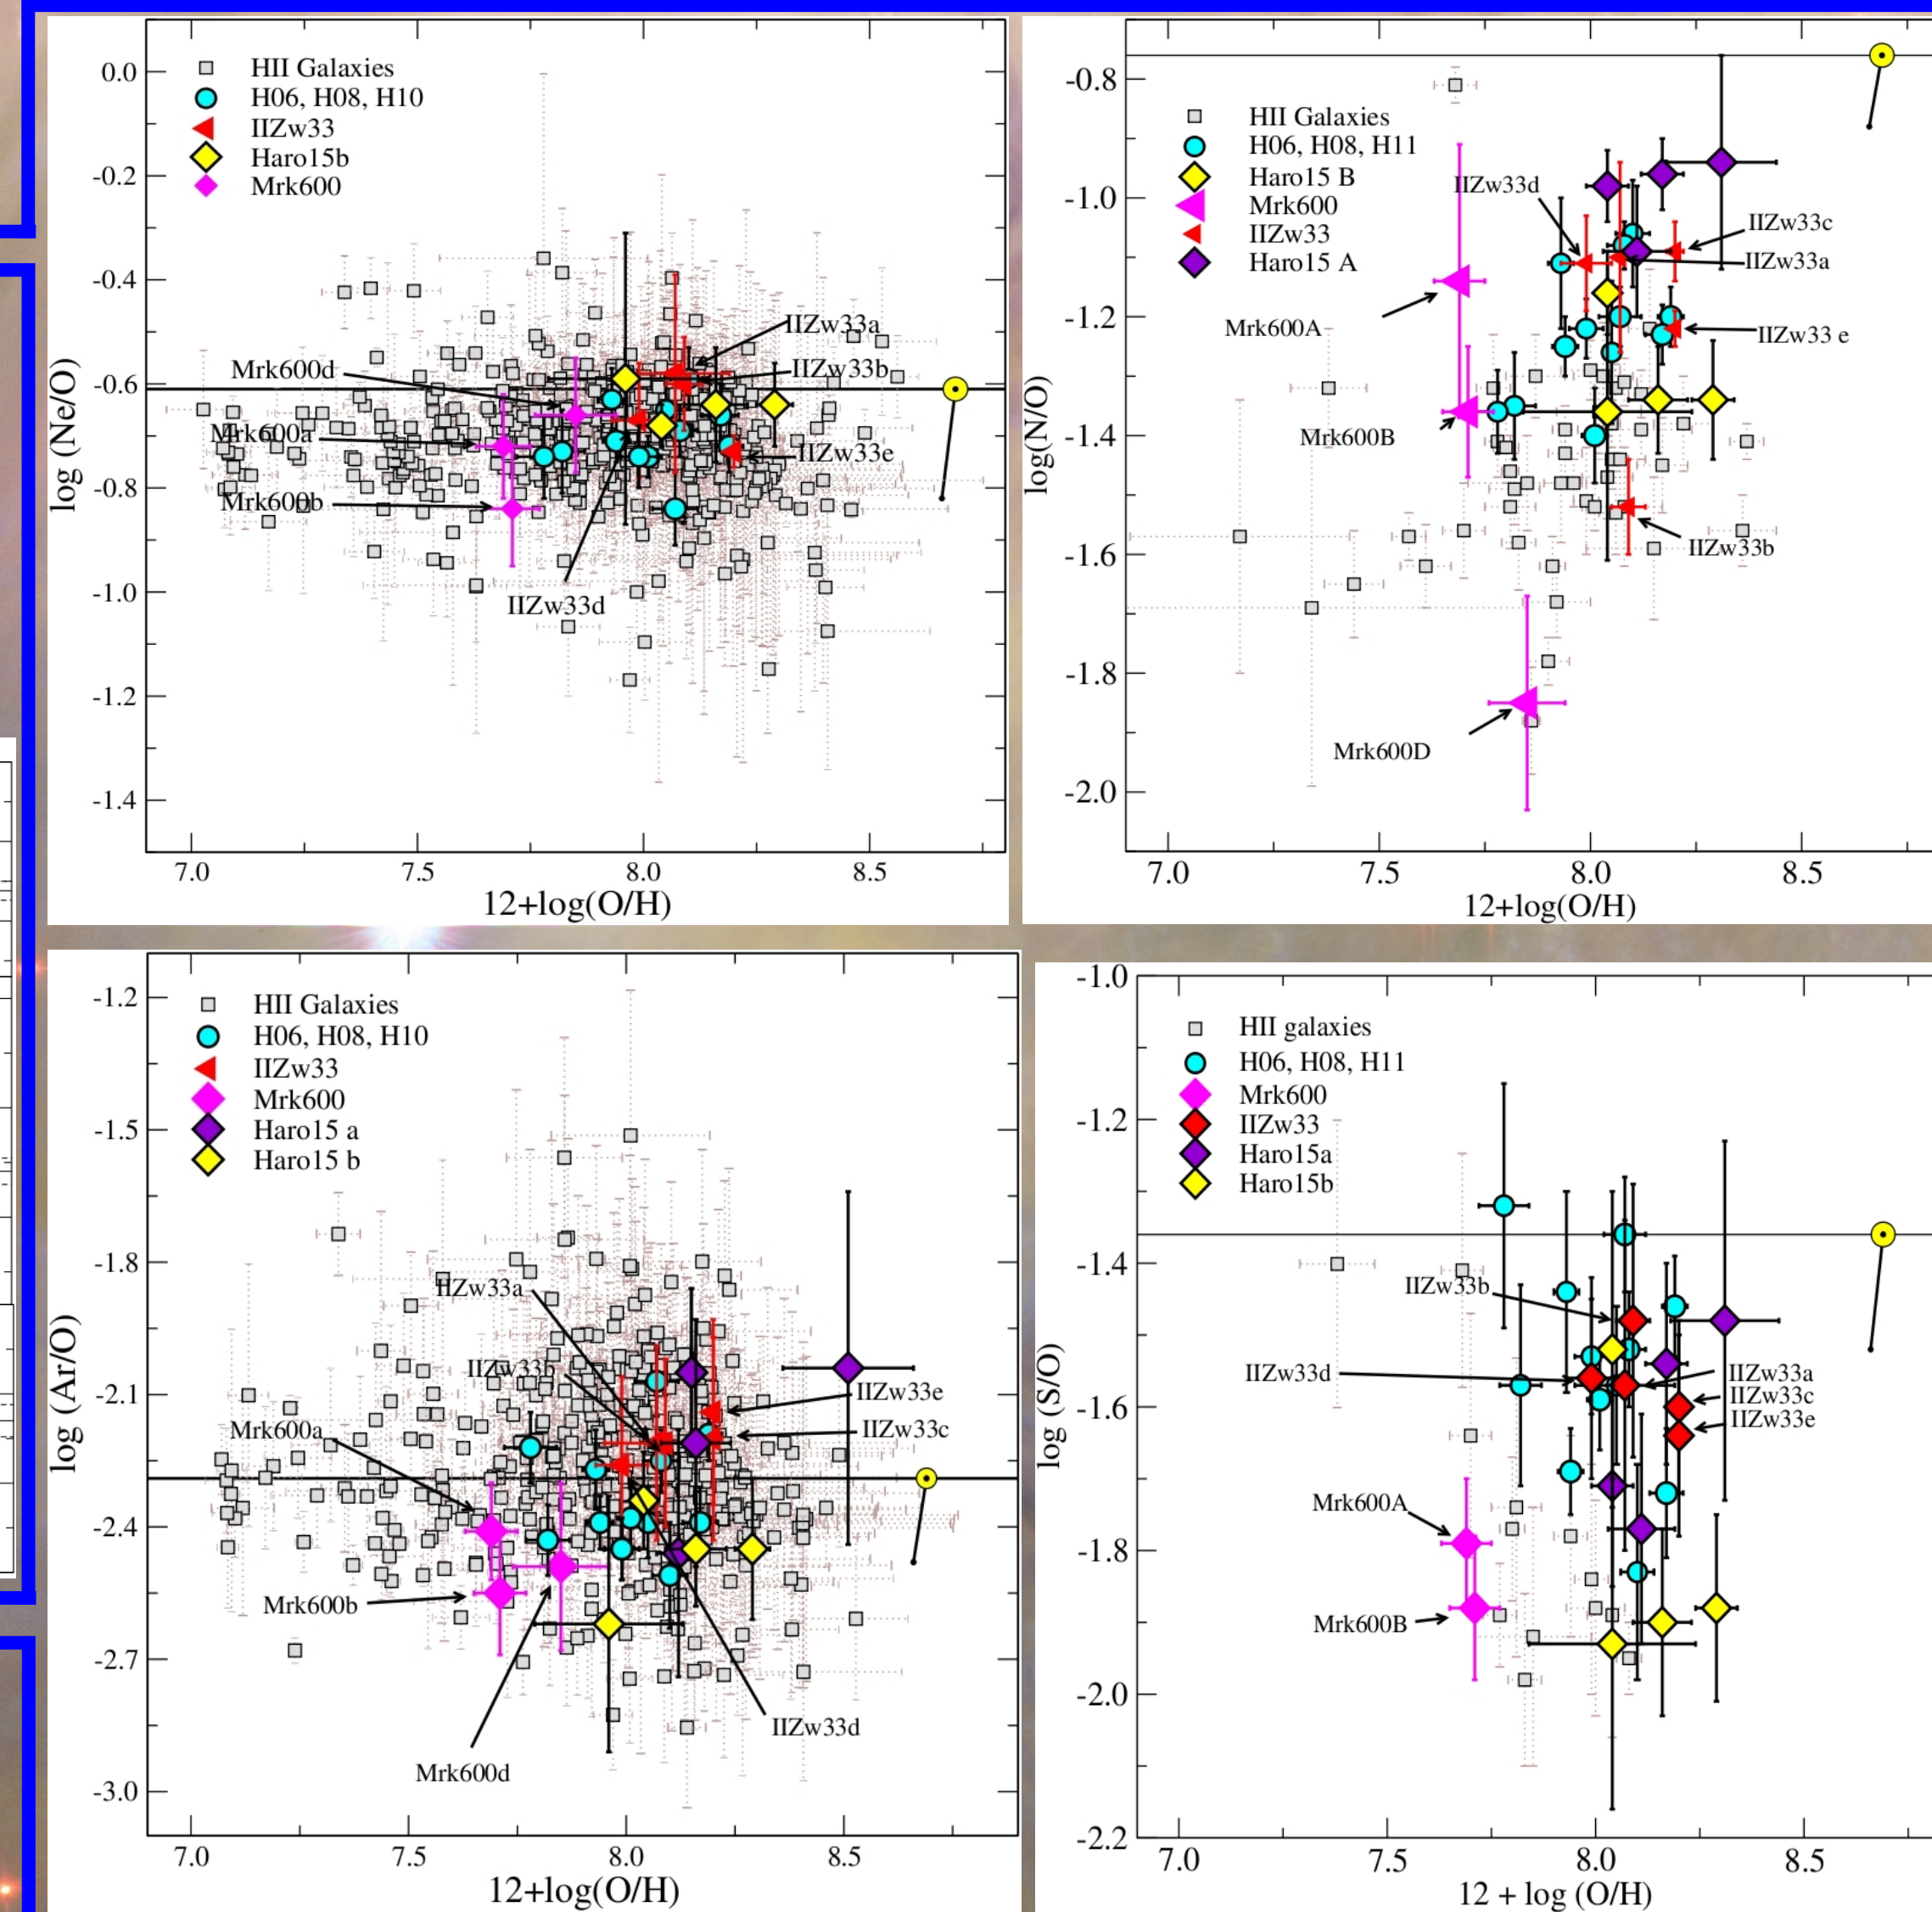 0.0
-0.2
-0.4
-0.6
-0.8
-1.0
-1.2
-1.4
log (Ne/O)
HII Galaxies
H06, H08, H10
IIZw33
Haro15b
Mrk600
IIZw33a
IIZw33b
Mrk600d
Mrk600a
IIZw33e
Mrk600b
IIZw33d
7.0
7.5
8.0
8.5
12+log(O/H)
-0.8
-1.0
-1.2
-1.4
-1.6
-1.8
-2.0
log(N/O)
HII Galaxies
H06, H08, H11
Haro15 B
Mrk600
IIZw33
Haro15 A
IIZw33d
IIZw33c
IIZw33a
Mrk600A
IIZw33 e
Mrk600B
IIZw33b
Mrk600D
7.0
7.5
8.0
8.5
12+log(O/H)
-1.2
-1.5
-1.8
-2.1
-2.4
-2.7
-3.0
log (Ar/O)
HII Galaxies
H06, H08, H10
IIZw33
Mrk600
Haro15 a
Haro15 b
IIZw33a
IIZw33b
IIZw33e
Mrk600a
IIZw33c
Mrk600b
IIZw33d
Mrk600d
7.0
7.5
8.0
8.5
12+log(O/H)
-1.0
-1.2
-1.4
-1.6
-1.8
-2.0
-2.2
log (S/O)
HII galaxies
H06, H08, H11
Mrk600
IIZw33
Haro15a
Haro15b
IIZw33b
IIZw33d
IIZw33a
IIZw33c
IIZw33e
Mrk600A
Mrk600B
7.0
7.5
8.0
8.5
12 + log (O/H)